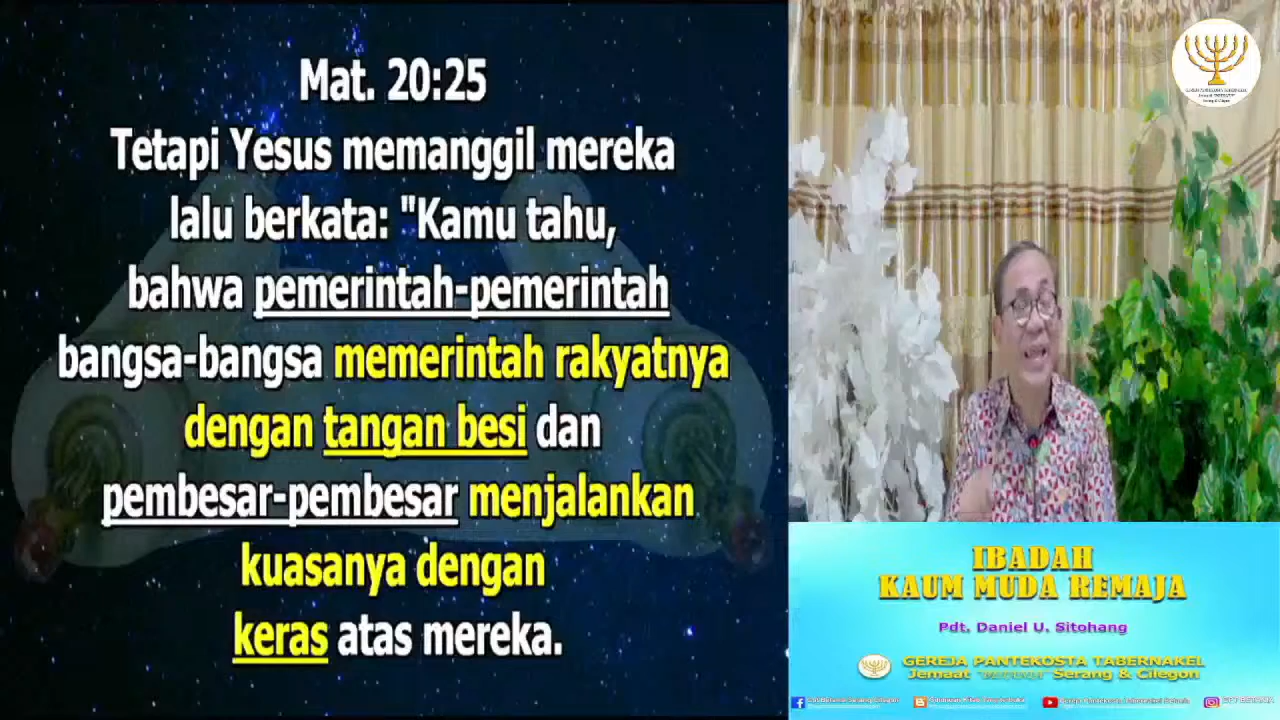 Mat. 20:25
Tetapi Yesus memanggil mereka
lalu berkata: "Kamu tahu,
bahwa pemerintah-pemerintah
bangsa-bangsa memerintah rakyatnya
dengan tangan besi dan
pembesar-pembesar menjalankan
kuasanya dengan
keras atas mereka.
IBADAH
KAUM MUDA REMAJA
Pdt. Daniel U. Sitohang
GEREJA PANTEKOSTA TABERNAKEL
Jemaat Serang & Cilegon